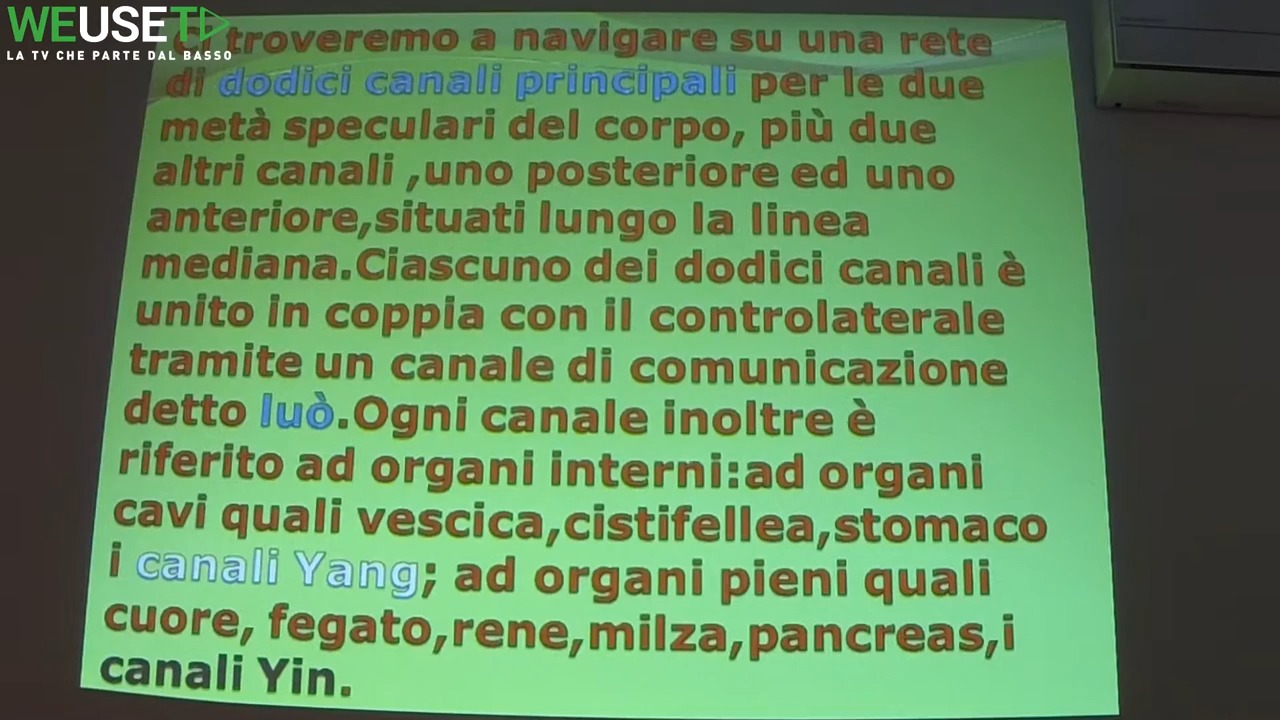 WEUSETV
LA TV CHE PARTE DAL BASSO
troveremo a navigare su una rete
di dodici canali principali per le due
metà speculari del corpo, più due
altri canali ,uno posteriore ed uno
anteriore,situati lungo la linea
mediana.Ciascuno dei dodici canali è
unito in coppia con il controlaterale
tramite un canale di comunicazione
detto luò.Ogni canale inoltre è
riferito ad organi interni:ad organi
cavi quali vescica,cistifellea,stomaco
i canali Yang; ad organi pieni quali
cuore, fegato,rene,milza,pancreas,i
canali Yin.